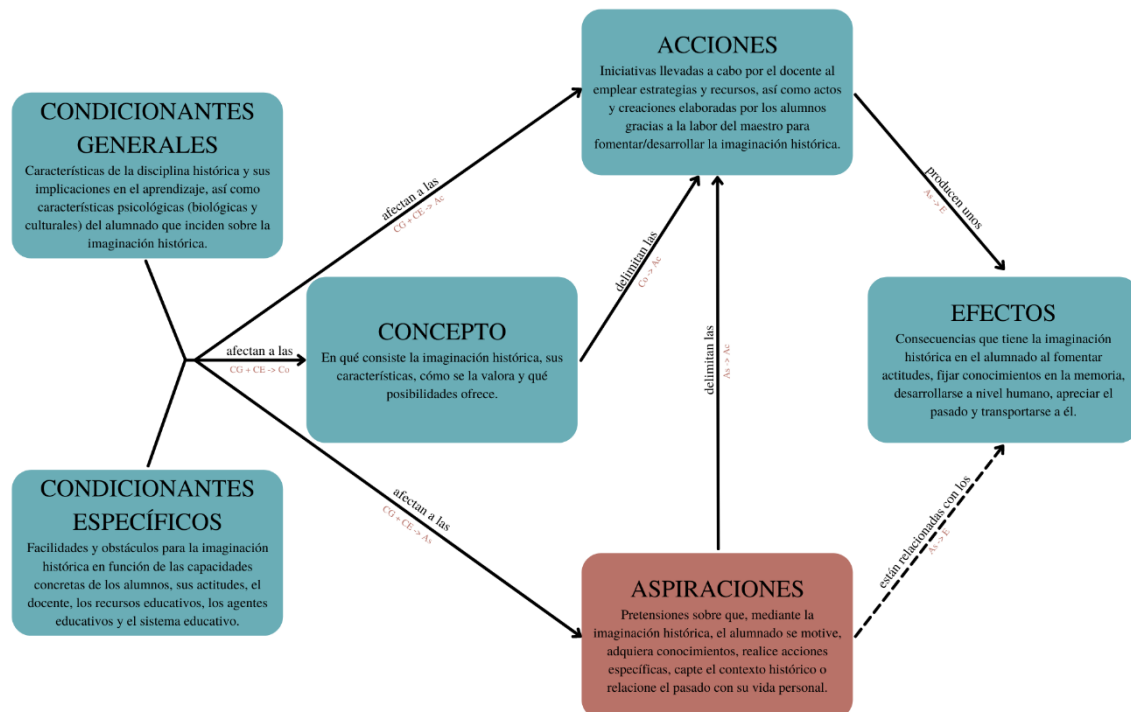 CONDICIONANTES
GENERALES
Características de la disciplina histórica y sus
implicaciones en el aprendizaje, así como
características psicológicas (biológicas y
culturales) del alumnado que inciden sobre la
imaginación histórica.
CONDICIONANTES
ESPECÍFICOS
Facilidades y obstáculos para la imaginación
histórica en función de las capacidades
concretas de los alumnos, sus actitudes, el
docente, los recursos educativos, los agentes
educativos y el sistema educativo.
afectan a las
CG + CE -> Ac
afectan a las
CG + CE -> Co
afectan a las
CG + CE -> As
CONCEPTO
En qué consiste la imaginación histórica, sus
características, cómo se la valora y qué
posibilidades ofrece.
delimitan las
Co -> Ac
ACCIONES
Iniciativas llevadas a cabo por el docente al
emplear estrategias y recursos, así como actos
y creaciones elaboradas por los alumnos
gracias a la labor del maestro para
fomentar/desarrollar la imaginación histórica.
delimitan las
As -> Ac
ASPIRACIONES
Pretensiones sobre que, mediante la
imaginación histórica, el alumnado se motive,
adquiera conocimientos, realice acciones
específicas, capte el contexto histórico o
relacione el pasado con su vida personal.
producen unos
As -> E
EFECTOS
Consecuencias que tiene la imaginación
histórica en el alumnado al fomentar
actitudes, fijar conocimientos en la memoria,
desarrollarse a nivel humano, apreciar el
pasado y transportarse a él.
están relacionadas con los
As -> E